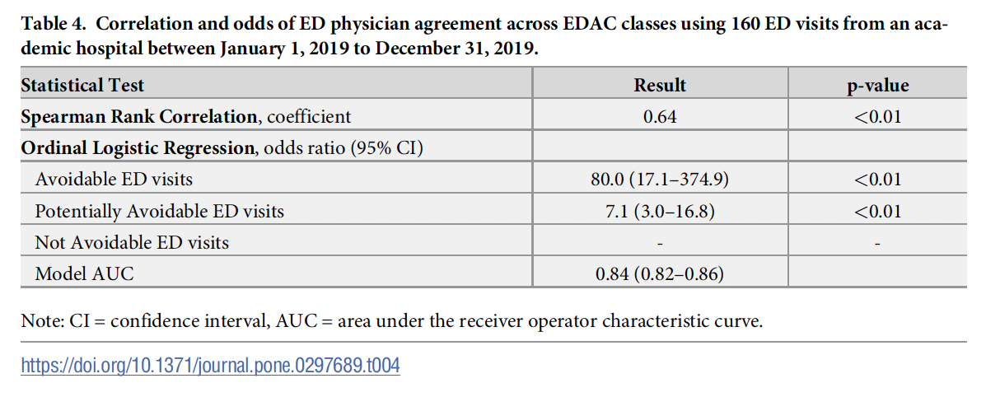 Table 4. Correlation and odds of ED physician agreement across EDAC classes using 160 ED visits from an aca-
demic hospital between January 1, 2019 to December 31, 2019.
Statistical Test Result p-value
Spearman Rank Correlation, coefficient 0.64 <0.01
Ordinal Logistic Regression, odds ratio (95% CI)
Avoidable ED visits 80.0 (17.1–374.9) <0.01
Potentially Avoidable ED visits 7.1 (3.0–16.8) <0.01
Not Avoidable ED visits - -
Model AUC 0.84 (0.82–0.86)
Note: CI = confidence interval, AUC = area under the receiver operator characteristic curve.
https://doi.org/10.1371/journal.pone.0297689.t004